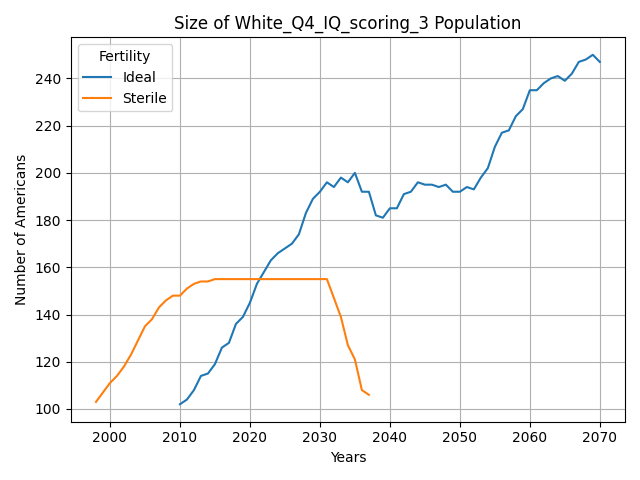 Size of White_Q4_IQ_scoring_3 Population
Fertility
Ideal
Sterile
Number of Americans
240
220
200
180
160
140
120
100
2000 2010 2020 2030 2040 2050 2060 2070
Years